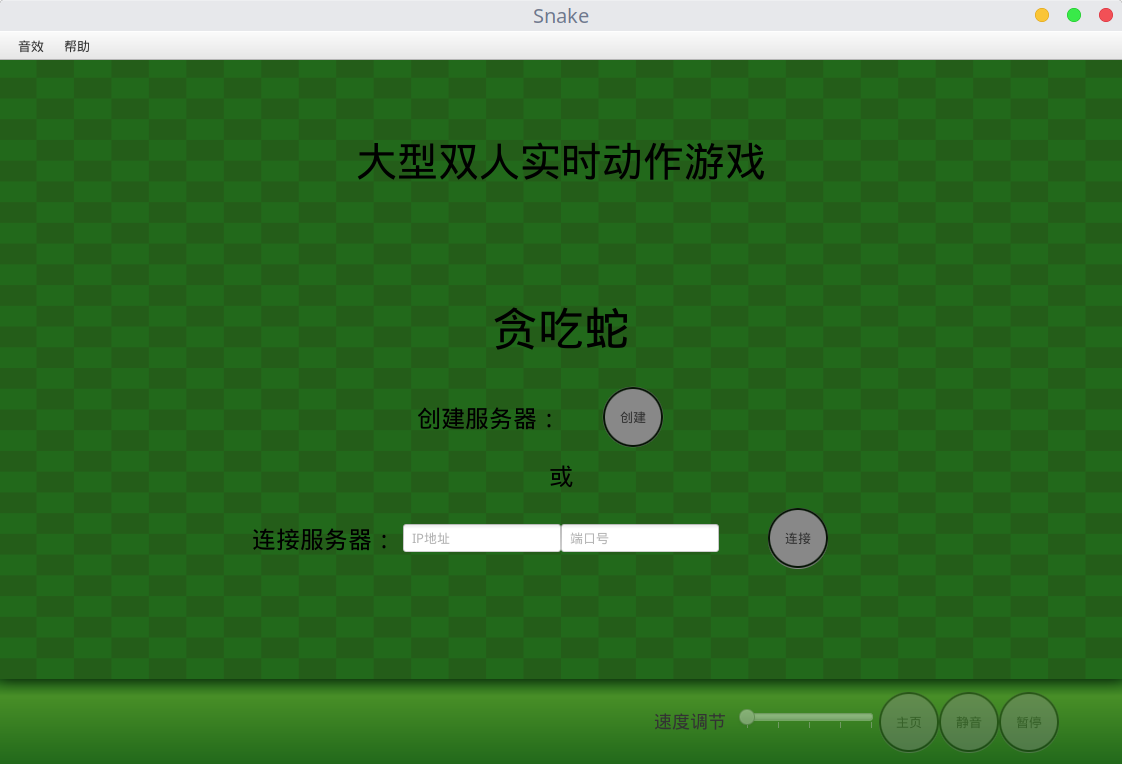 Snake
音效 帮助
大型双人实时动作游戏
贪吃蛇
创建服务器： 创建
或
连接服务器： IP地址 端口号 连接
速度调节 主页 静音 暂停